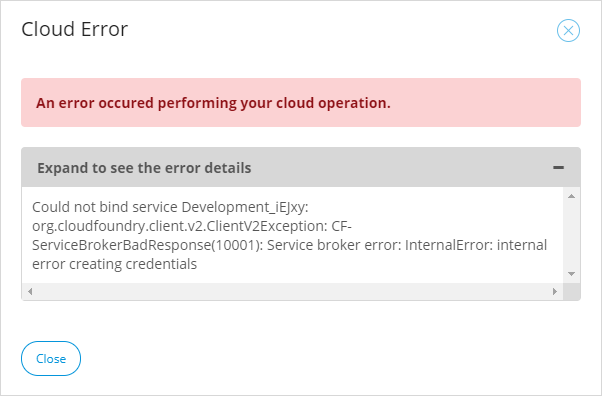 Cloud Error
An error occured performing your cloud operation.
Expand to see the error details
Could not bind service Development_iEJxy:
org.cloudfoundry.client.v2.ClientV2Exception: CF-
ServiceBrokerBadResponse(10001): Service broker error: InternalError: internal
error creating credentials
Close